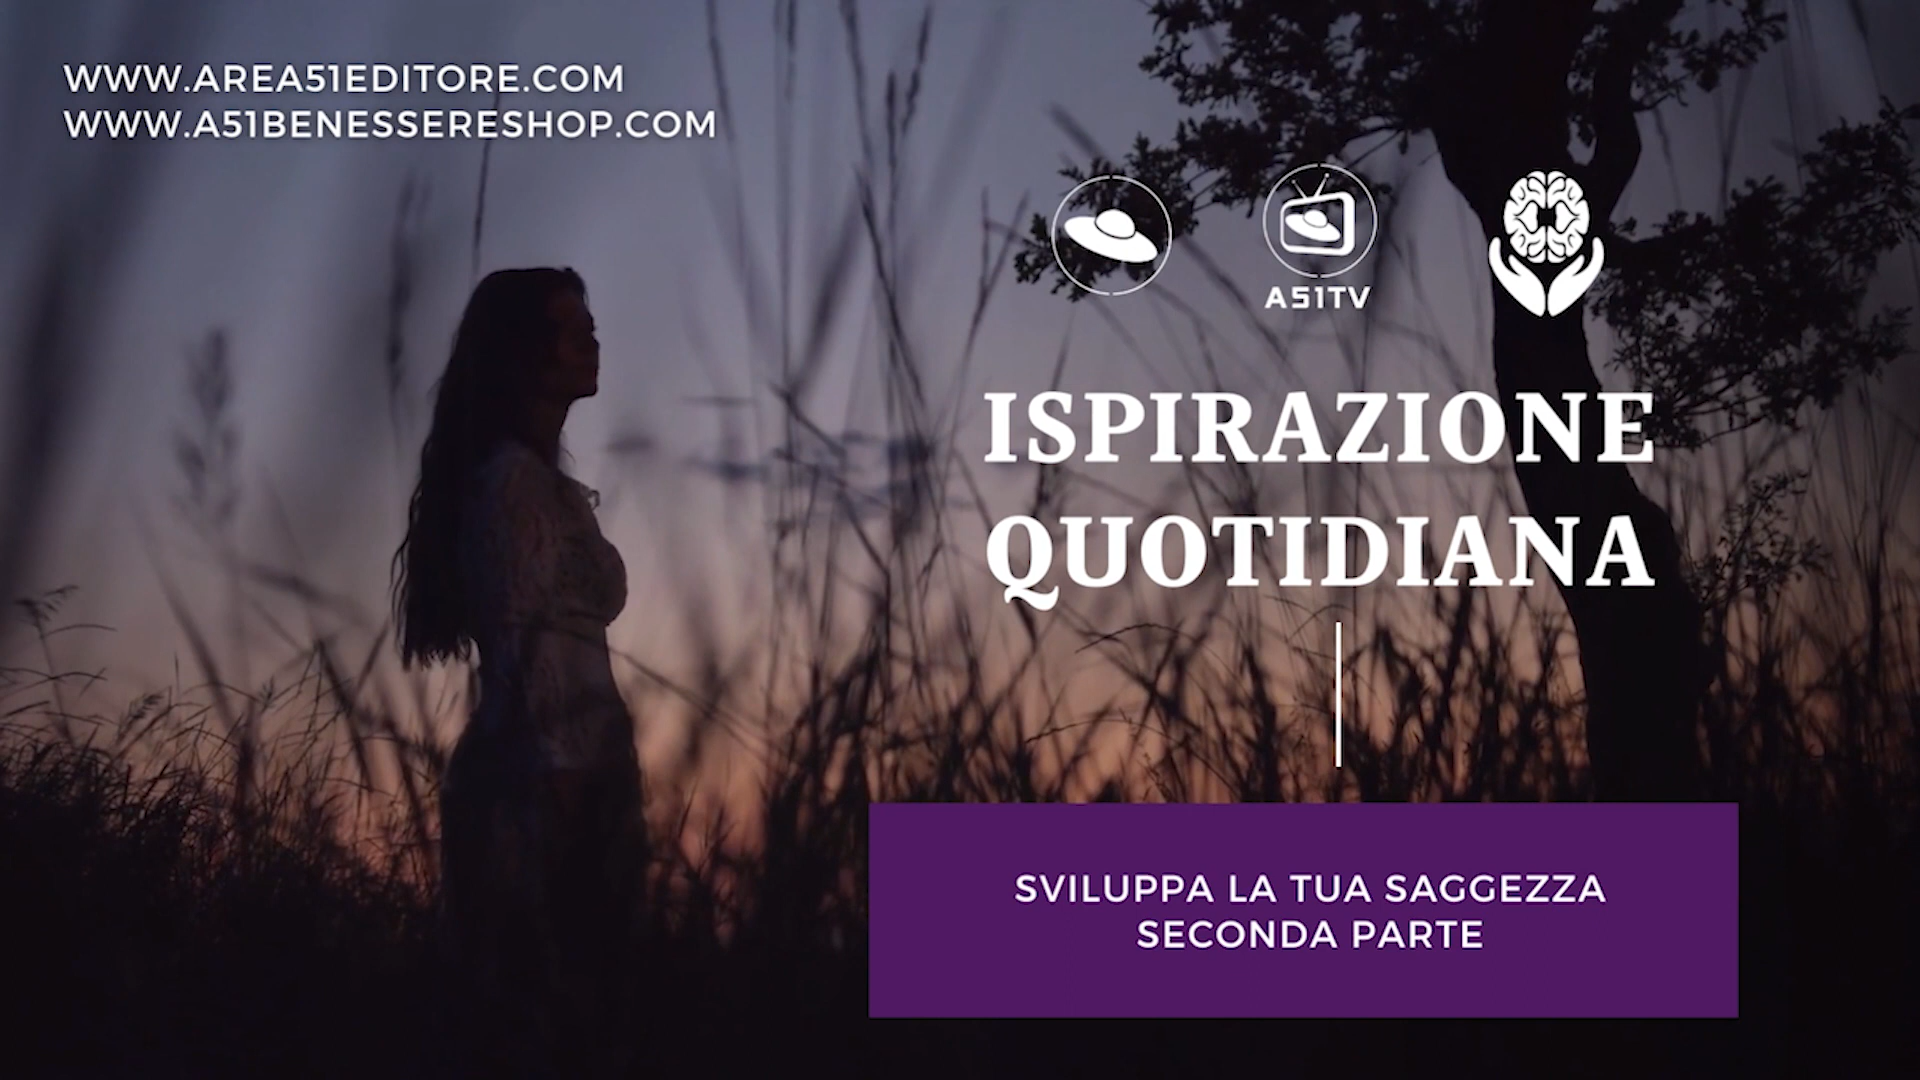 WWW.AREA51EDITORE.COM
WWW.A51BENESSERESHOP.COM
A51TV
ISPIRAZIONE
QUOTIDIANA
SVILUPPA LA TUA SAGGEZZA
SECONDA PARTE